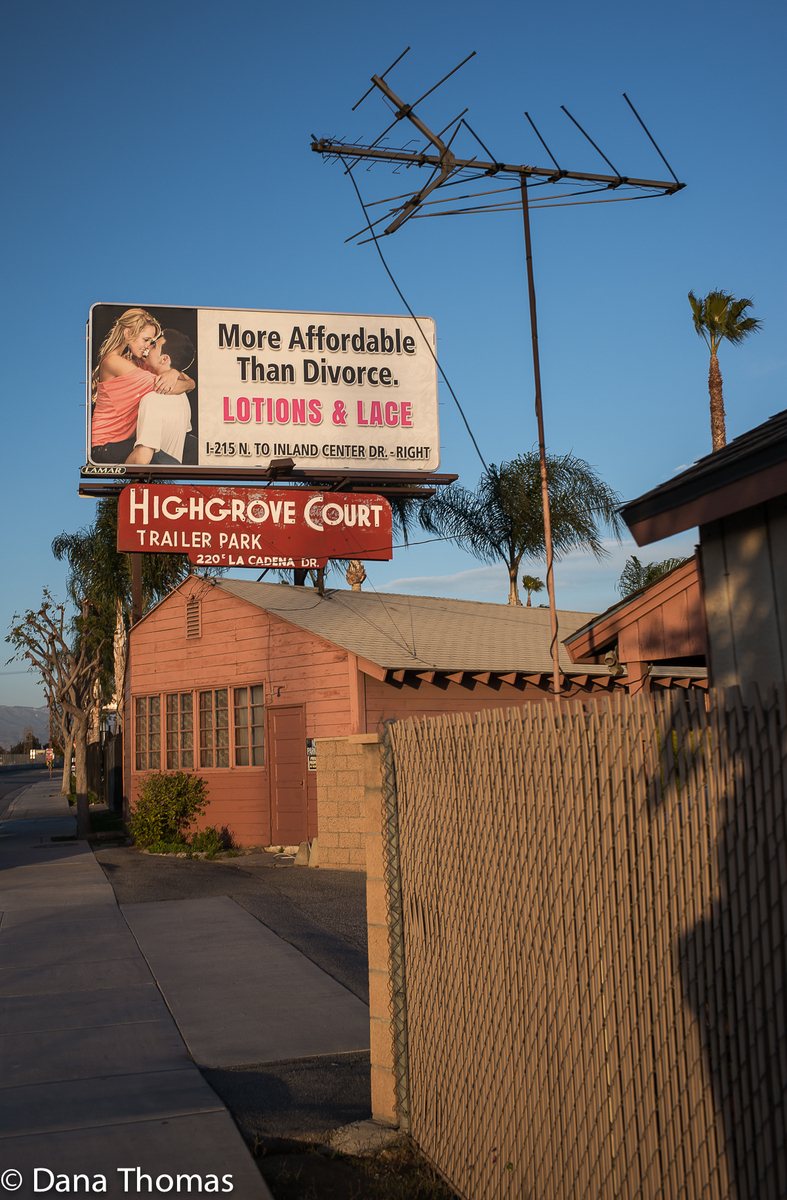 More Affordable
Than Divorce.
LOTIONS & LACE
I-215 N. TO INLAND CENTER DR. - RIGHT
LAMAR
HIGHGROVE COURT
TRAILER PARK
220 E LA CADENA DR.
© Dana Thomas